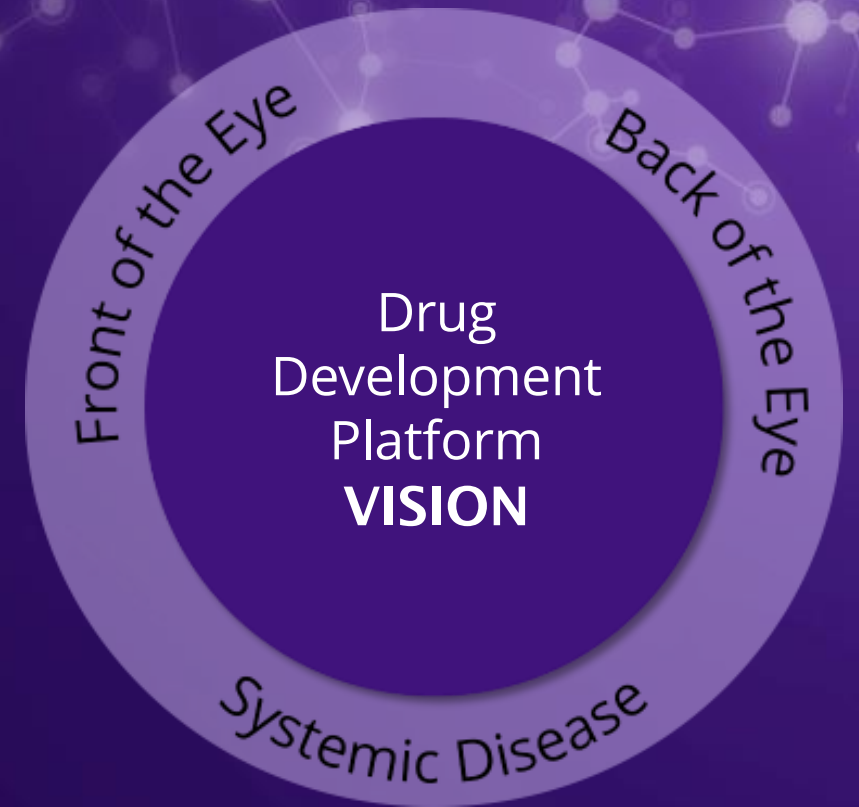 Front of the Eye
Back of the Eye
Drug
Development
Platform
VISION
Systemic Disease